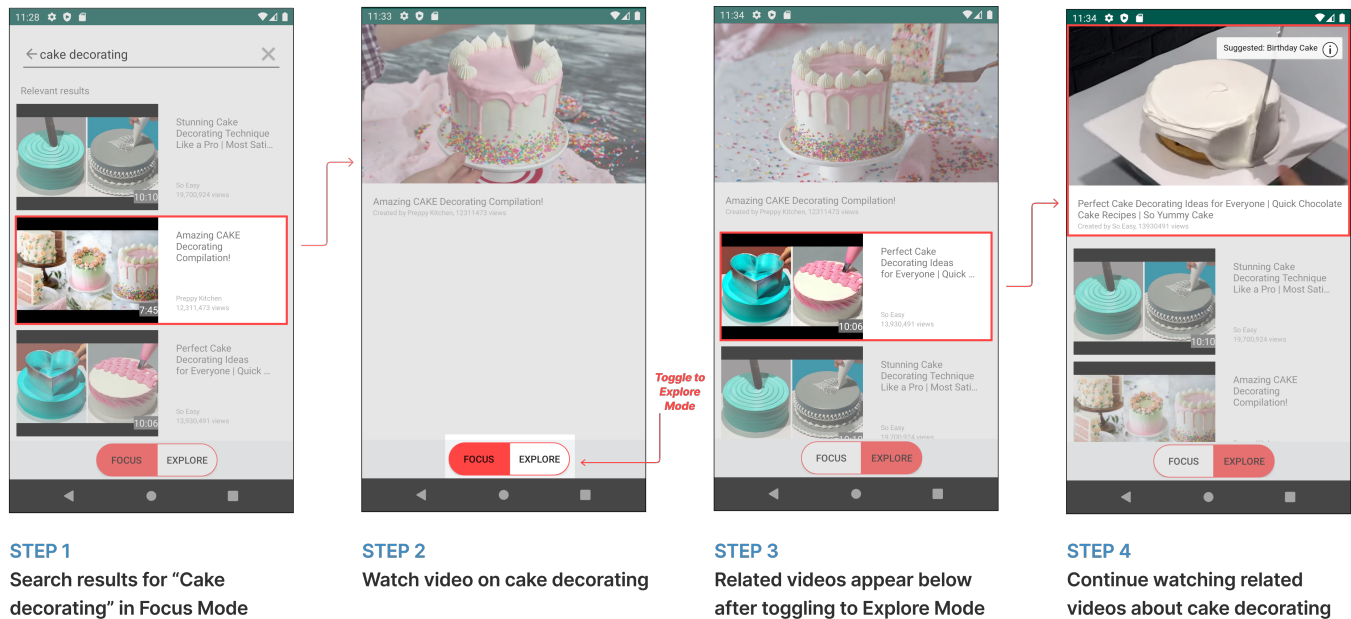 11:28
cake decorating
Relevant results
Stunning Cake
Decorating Technique
Like a Pro | Most Sati...
So Easy
19,700,924 views
10:10
Amazing CAKE
Decorating
Compilation!
Preppy Kitchen
12,311,473 views
7:45
Perfect Cake
Decorating Ideas
for Everyone | Quick ...
So Easy
13,930,491 views
10:06
FOCUS EXPLORE
11:33
Amazing CAKE Decorating Compilation!
Created by Preppy Kitchen, 12311473 views
FOCUS EXPLORE
Toggle to
Explore
Mode
11:34
Amazing CAKE Decorating Compilation!
Created by Preppy Kitchen, 12311473 views
Perfect Cake
Decorating Ideas
for Everyone | Quick ...
So Easy
13,930,491 views
10:06
Stunning Cake
Decorating Technique
Like a Pro | Most Sati...
So Easy
19,700,924 views
FOCUS EXPLORE
11:34
Suggested: Birthday Cake
Perfect Cake Decorating Ideas for Everyone | Quick Chocolate
Cake Recipes | So Yummy Cake
Created by So Easy, 13930491 views
Stunning Cake
Decorating Technique
Like a Pro | Most Sati...
So Easy
19,700,924 views
10:10
Amazing CAKE
Decorating
Compilation!
FOCUS EXPLORE
STEP 1
Search results for “Cake
decorating” in Focus Mode
STEP 2
Watch video on cake decorating
STEP 3
Related videos appear below
after toggling to Explore Mode
STEP 4
Continue watching related
videos about cake decorating